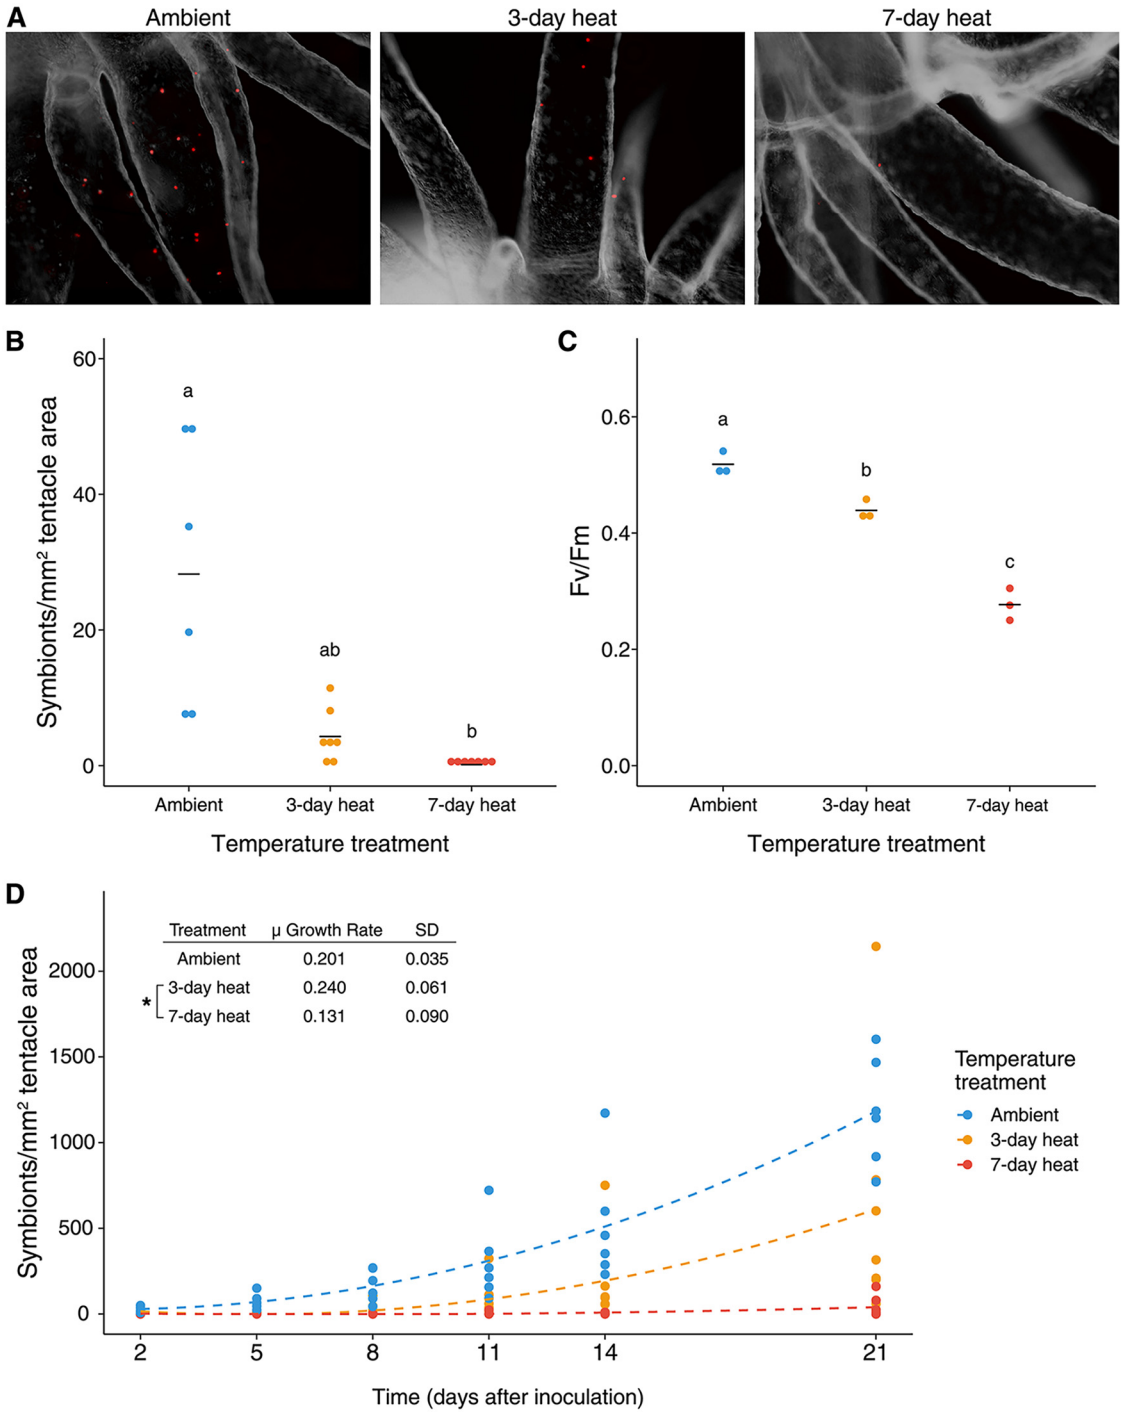 A
Ambient
3-day heat
7-day heat
B
Symbionts/mm² tentacle area
60
40
20
0
a
ab
b
Ambient
3-day heat
7-day heat
Temperature treatment
C
Fv/Fm
0.6
0.4
0.2
0.0
a
b
c
Ambient
3-day heat
7-day heat
Temperature treatment
D
Symbionts/mm² tentacle area
2000
1500
1000
500
0
Treatment μ Growth Rate SD
Ambient 0.201 0.035
3-day heat 0.240 0.061
*
7-day heat 0.131 0.090
2 5 8 11 14 21
Time (days after inoculation)
Temperature
treatment
Ambient
3-day heat
7-day heat